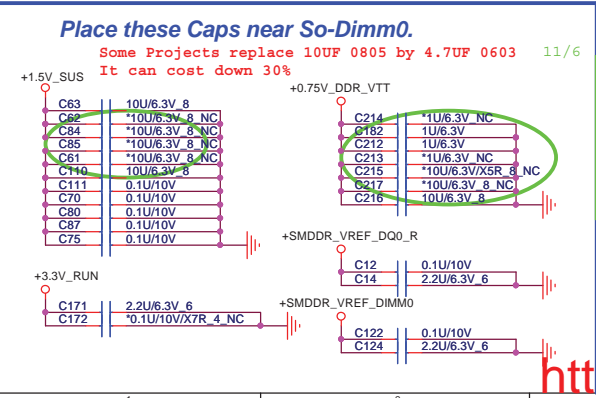 Place these Caps near So-Dimm0.
Some Projects replace 10UF 0805 by 4.7UF 0603 11/6
It can cost down 30%
+1.5V_SUS
C63 10U/6.3V_8
C62 *10U/6.3V_8_NC
C84 *10U/6.3V_8_NC
C85 *10U/6.3V_8_NC
C61 *10U/6.3V_8_NC
C110 10U/6.3V_8
C111 0.1U/10V
C70 0.1U/10V
C80 0.1U/10V
C87 0.1U/10V
C75 0.1U/10V
+3.3V_RUN
C171 2.2U/6.3V_6
C172 *0.1U/10V/X7R_4_NC
+0.75V_DDR_VTT
C214 *1U/6.3V_NC
C182 1U/6.3V
C212 1U/6.3V
C213 *1U/6.3V_NC
C215 *10U/6.3V/X5R_8_NC
C217 *10U/6.3V_8_NC
C216 10U/6.3V_8
+SMDDR_VREF_DQ0_R
C12 0.1U/10V
C14 2.2U/6.3V_6
+SMDDR_VREF_DIMM0
C122 0.1U/10V
C124 2.2U/6.3V_6
htt